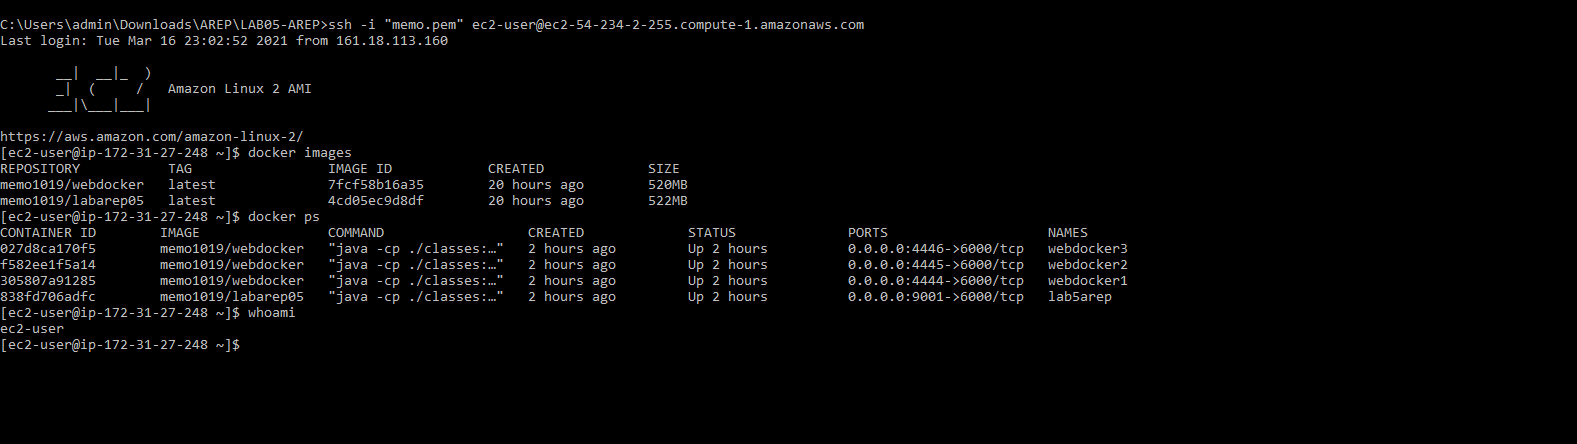 C:\Users\admin\Downloads\AREP\LAB05-AREP>ssh -i "memo.pem" ec2-user@ec2-54-234-2-255.compute-1.amazonaws.com
Last login: Tue Mar 16 23:02:52 2021 from 161.18.113.160
       __|  __|_  )
       _|  (     /   Amazon Linux 2 AMI
      ___|\___|___|
https://aws.amazon.com/amazon-linux-2/
[ec2-user@ip-172-31-27-248 ~]$ docker images
REPOSITORY           TAG                 IMAGE ID            CREATED             SIZE
memo1019/webdocker   latest              7fcf58b16a35        20 hours ago        520MB
memo1019/labarep05   latest              4cd05ec9d8df        20 hours ago        522MB
[ec2-user@ip-172-31-27-248 ~]$ docker ps
CONTAINER ID        IMAGE                COMMAND                  CREATED             STATUS              PORTS                    NAMES
027d8ca170f5        memo1019/webdocker   "java -cp ./classes:…"   2 hours ago         Up 2 hours          0.0.0.0:4446->6000/tcp   webdocker3
f582ee1f5a14        memo1019/webdocker   "java -cp ./classes:…"   2 hours ago         Up 2 hours          0.0.0.0:4445->6000/tcp   webdocker2
305807a91285        memo1019/webdocker   "java -cp ./classes:…"   2 hours ago         Up 2 hours          0.0.0.0:4444->6000/tcp   webdocker1
838fd706adfc        memo1019/labarep05   "java -cp ./classes:…"   2 hours ago         Up 2 hours          0.0.0.0:9001->6000/tcp   lab5arep
[ec2-user@ip-172-31-27-248 ~]$ whoami
ec2-user
[ec2-user@ip-172-31-27-248 ~]$